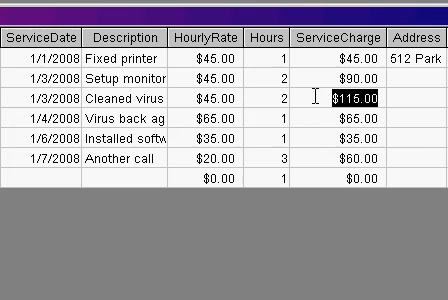 ServiceDate Description HourlyRate Hours ServiceCharge Address
1/1/2008 Fixed printer $45.00 1 $45.00 512 Park
1/3/2008 Setup monitor $45.00 2 $90.00
1/3/2008 Cleaned virus $45.00 2 $115.00
1/4/2008 Virus back ag $65.00 1 $65.00
1/6/2008 Installed softw $35.00 1 $35.00
1/7/2008 Another call $20.00 3 $60.00
$0.00 1 $0.00